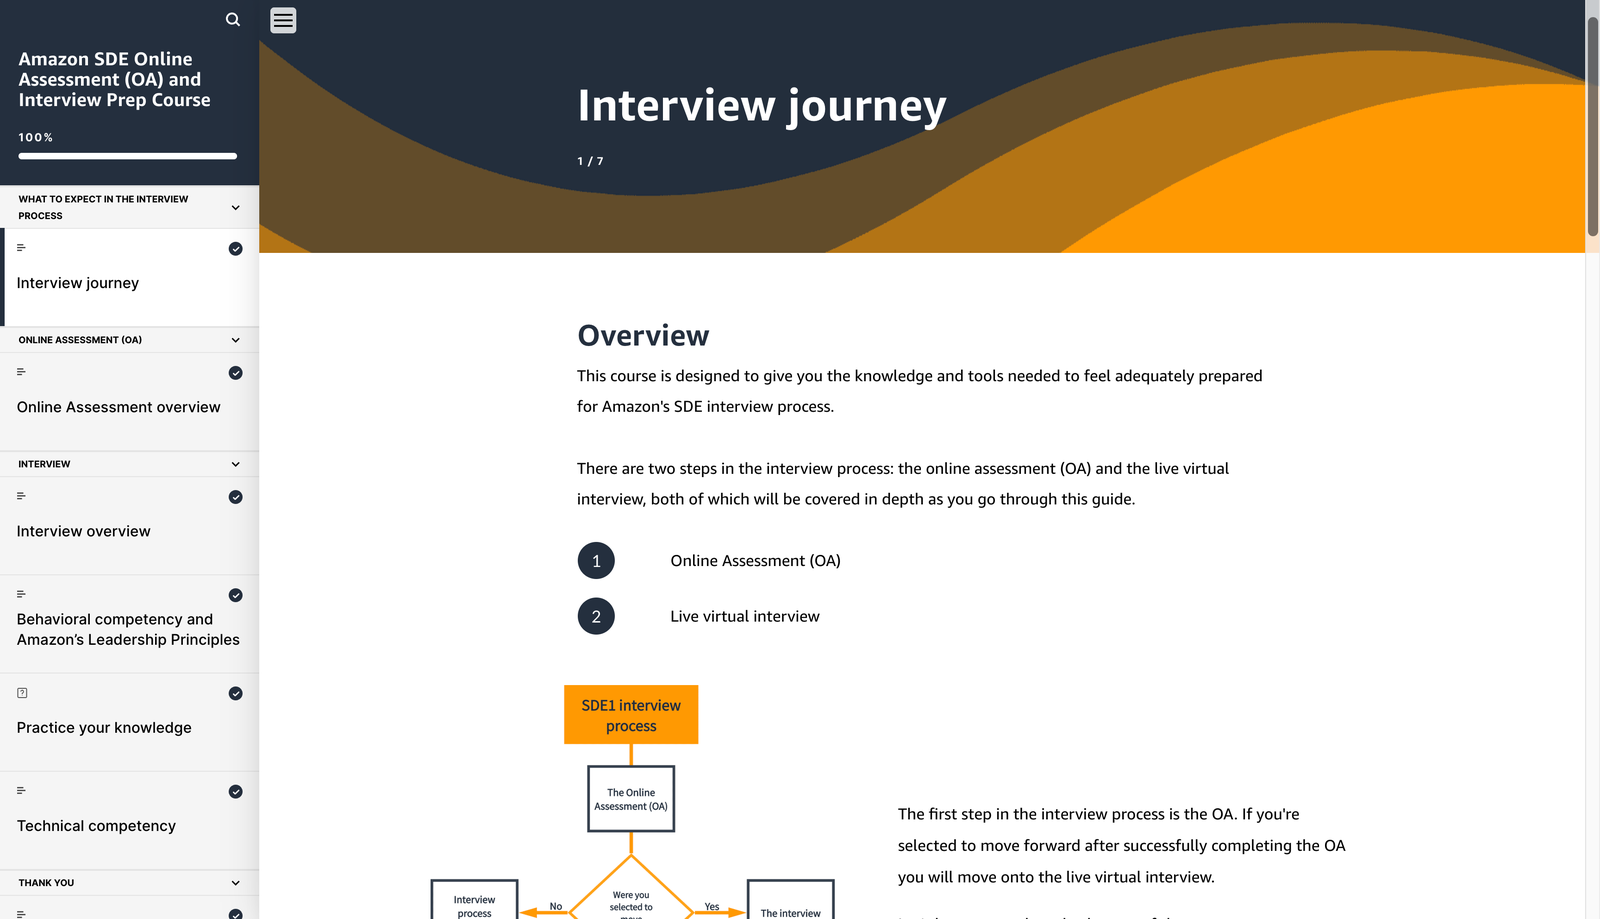 Amazon SDE Online
Assessment (OA) and
Interview Prep Course
100%
WHAT TO EXPECT IN THE INTERVIEW
PROCESS
Interview journey
ONLINE ASSESSMENT (OA)
Online Assessment overview
INTERVIEW
Interview overview
Behavioral competency and
Amazon's Leadership Principles
Practice your knowledge
Technical competency
THANK YOU
Interview journey
1 / 7
Overview
This course is designed to give you the knowledge and tools needed to feel adequately prepared
for Amazon's SDE interview process.
There are two steps in the interview process: the online assessment (OA) and the live virtual
interview, both of which will be covered in depth as you go through this guide.
1 Online Assessment (OA)
2 Live virtual interview
SDE1 interview
process
The Online
Assessment (OA)
Interview
process
No
Were you
selected to
Yes
The interview
The first step in the interview process is the OA. If you're
selected to move forward after successfully completing the OA
you will move onto the live virtual interview.